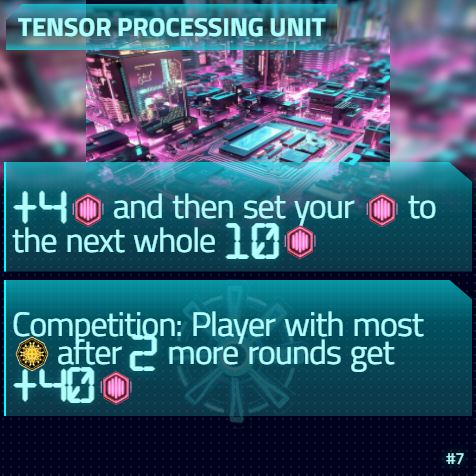 TENSOR PROCESSING UNIT
+4 and then set your to
the next whole 10
Competition: Player with most
after 2 more rounds get
+40
#7